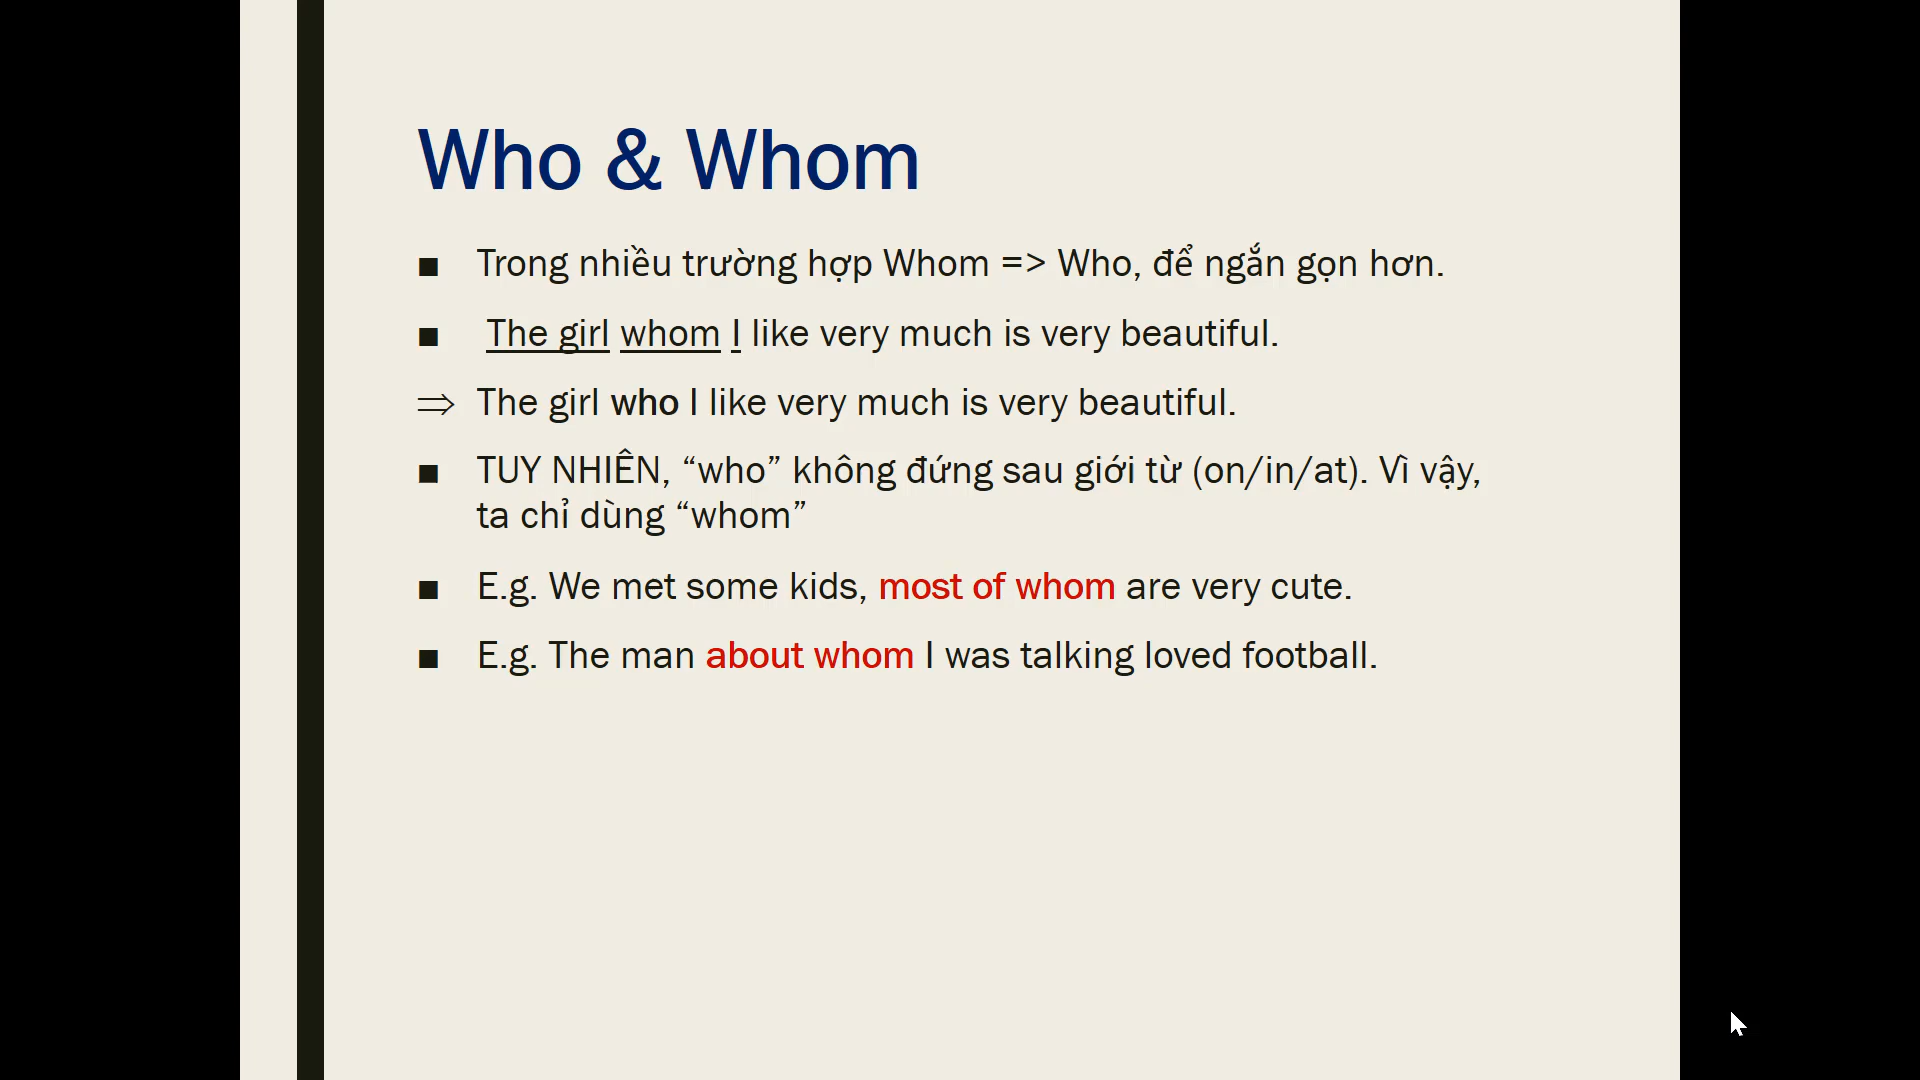 Who & Whom
■ Trong nhiều trường hợp Whom => Who, để ngắn gọn hơn.
■ The girl whom I like very much is very beautiful.
⇒ The girl who I like very much is very beautiful.
■ TUY NHIÊN, “who” không đứng sau giới từ (on/in/at). Vì vậy,
ta chỉ dùng “whom”
■ E.g. We met some kids, most of whom are very cute.
■ E.g. The man about whom I was talking loved football.